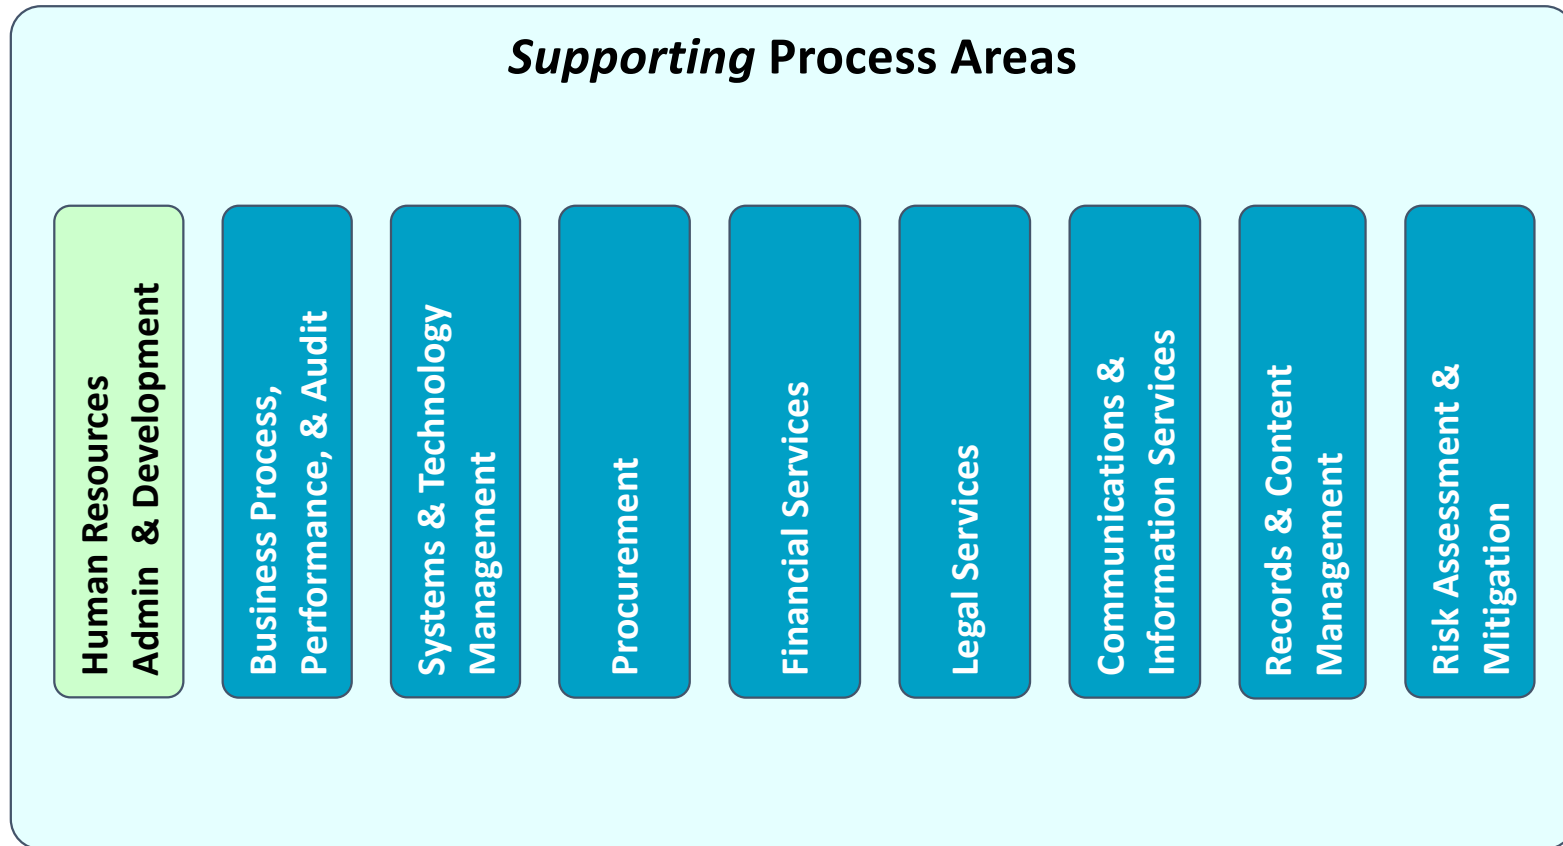 Supporting Process Areas
Human Resources
Admin  & Development
Business Process,
Performance, & Audit
Systems & Technology
Management
Procurement
Financial Services
Legal Services
Communications &
Information Services
Records & Content
Management
Risk Assessment &
Mitigation